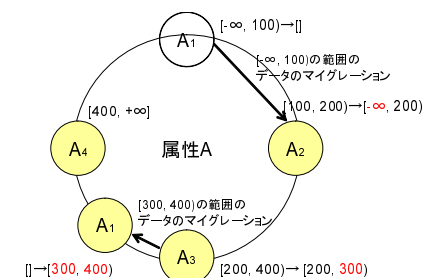 A1
[-∞, 100)→[]
[-∞, 100)の範囲の
データのマイグレーション
[100, 200)→[-∞, 200)
[400, +∞]
A4
属性A
A2
[300, 400)の範囲の
データのマイグレーション
A1
A3
[]→[300, 400)
[200, 400)→[200, 300)